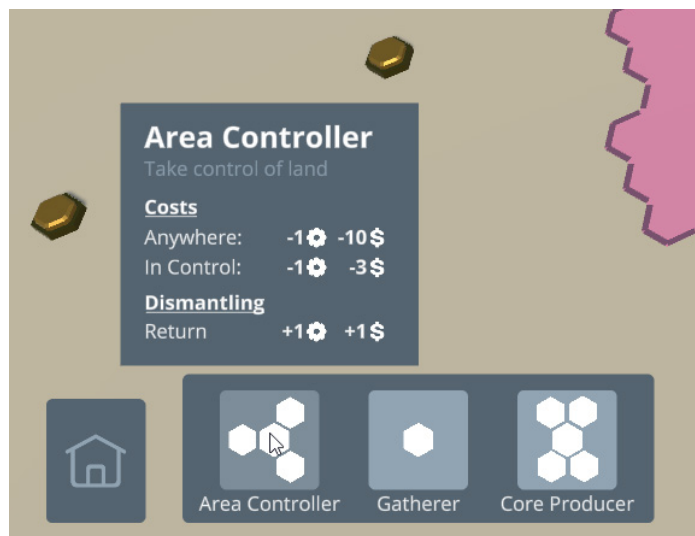 Area Controller
Take control of land
Costs
Anywhere: -1 -10$
In Control: -1 -3$
Dismantling
Return +1 +1$
Area Controller Gatherer Core Producer